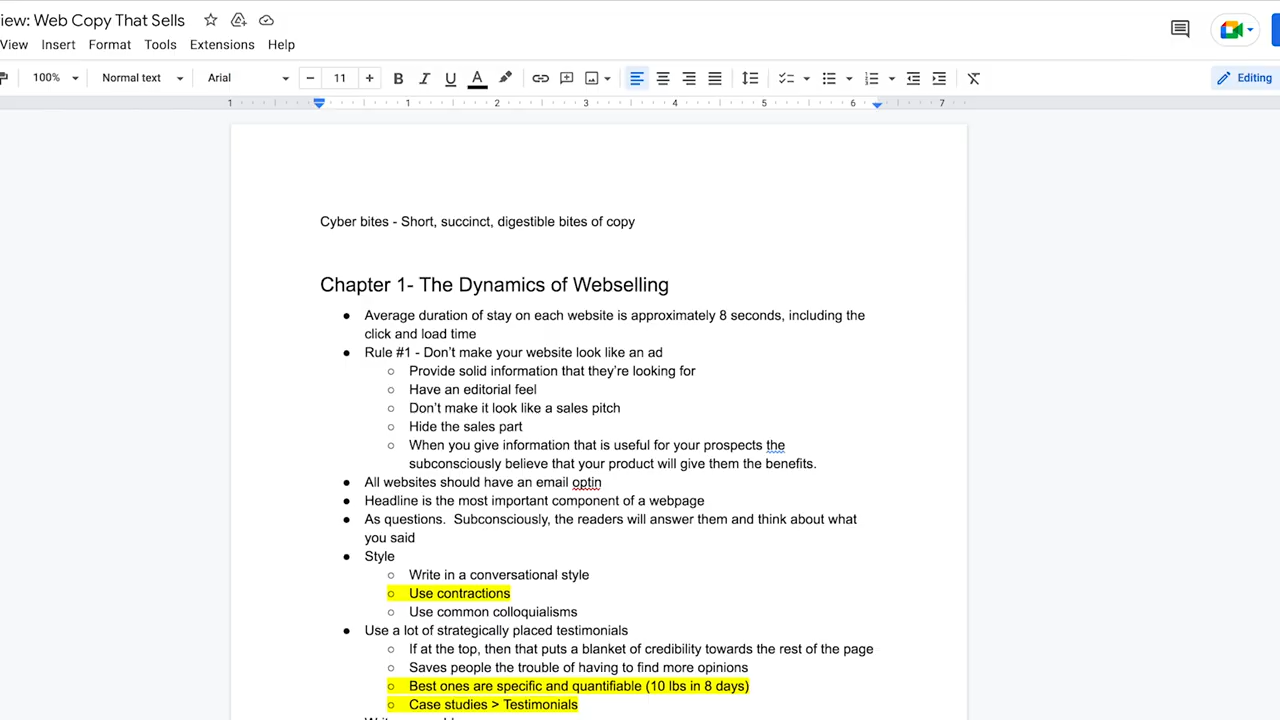 iew: Web Copy That Sells
View Insert Format Tools Extensions Help
100% Normal text Arial − 11 + B I U A Editing
1 1 2 3 4 5 6 7
Cyber bites - Short, succinct, digestible bites of copy
Chapter 1- The Dynamics of Webselling
● Average duration of stay on each website is approximately 8 seconds, including the
click and load time
● Rule #1 - Don’t make your website look like an ad
○ Provide solid information that they’re looking for
○ Have an editorial feel
○ Don’t make it look like a sales pitch
○ Hide the sales part
○ When you give information that is useful for your prospects the
subconsciously believe that your product will give them the benefits.
● All websites should have an email optin
● Headline is the most important component of a webpage
● As questions.  Subconsciously, the readers will answer them and think about what
you said
● Style
○ Write in a conversational style
○ Use contractions
○ Use common colloquialisms
● Use a lot of strategically placed testimonials
○ If at the top, then that puts a blanket of credibility towards the rest of the page
○ Saves people the trouble of having to find more opinions
○ Best ones are specific and quantifiable (10 lbs in 8 days)
○ Case studies > Testimonials